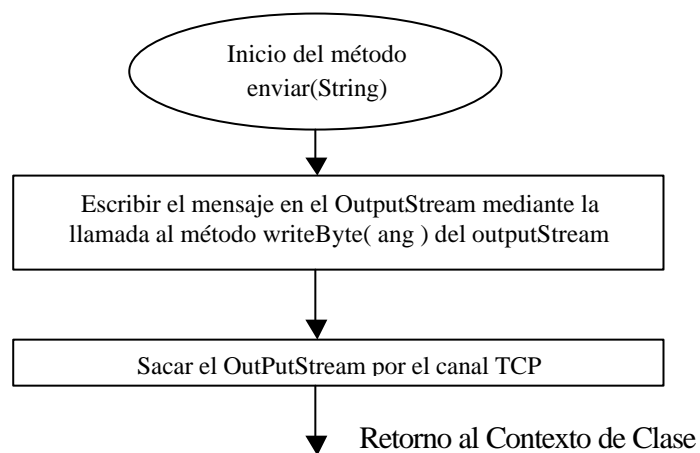 Inicio del método
enviar(String)
Escribir el mensaje en el OutputStream mediante la
llamada al método writeByte( ang ) del outputStream
Sacar el OutPutStream por el canal TCP
Retorno al Contexto de Clase